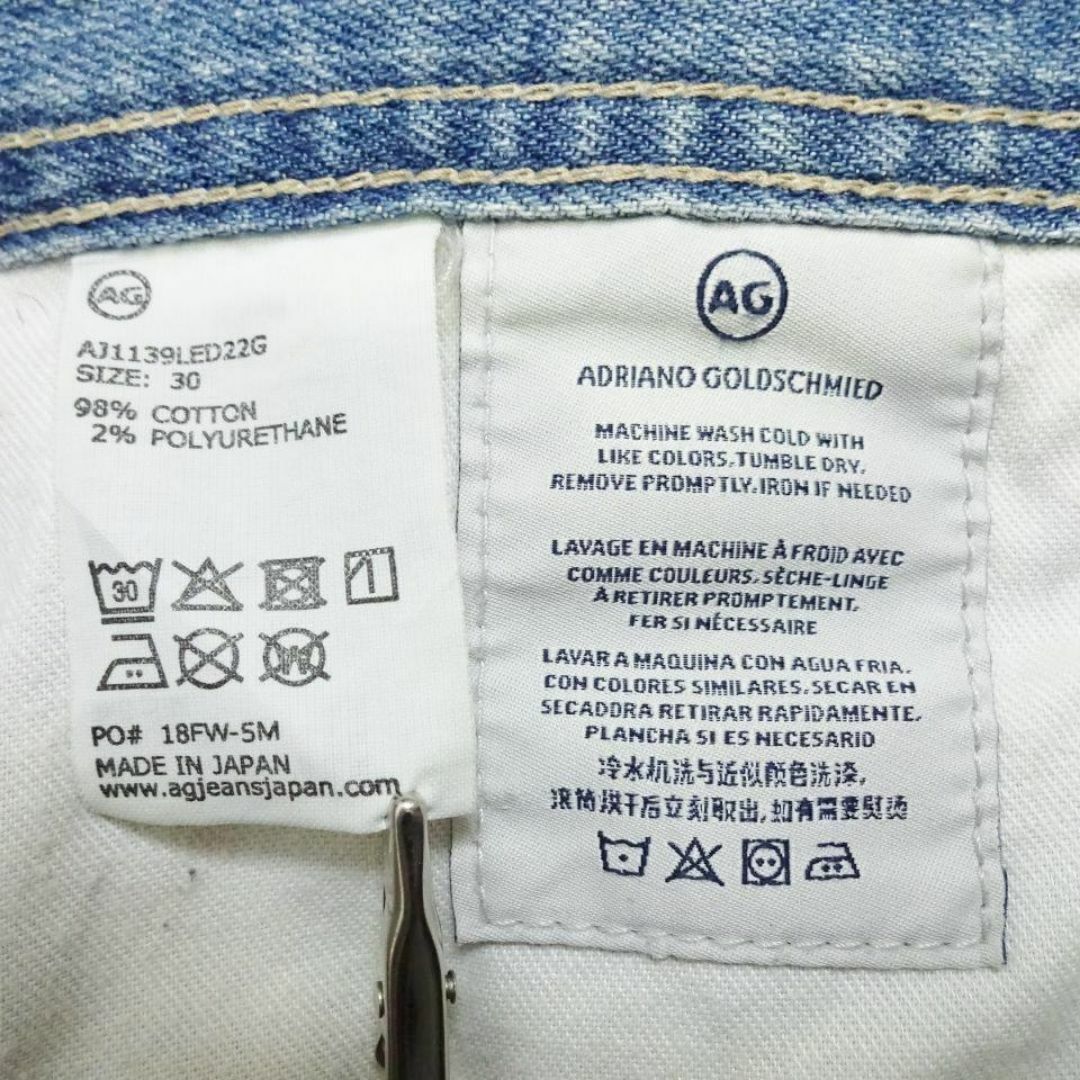 AG
AJ1139LED22G
SIZE: 30
98% COTTON
2% POLYURETHANE
30
PO# 18FW-SM
MADE IN JAPAN
www.agjeansjapan.com
AG
ADRIANO GOLDSCHMIED
MACHINE WASH COLD WITH
LIKE COLORS,TUMBLE DRY,
REMOVE PROMPTLY,IRON IF NEEDED
LAVAGE EN MACHINE À FROID AVEC
COMME COULEURS, SÈCHE-LINGE
À RETIRER PROMPTEMENT,
FER SI NÉCESSAIRE
LAVAR A MAQUINA CON AGUA FRIA,
CON COLORES SIMILARES, SECAR EN
SECADDRA RETIRAR RAPIDAMENTE,
PLANCHA SI ES NECESARIO
冷水机洗与近似颜色洗涤,
滚筒烘干后立刻取出,如有需要熨烫